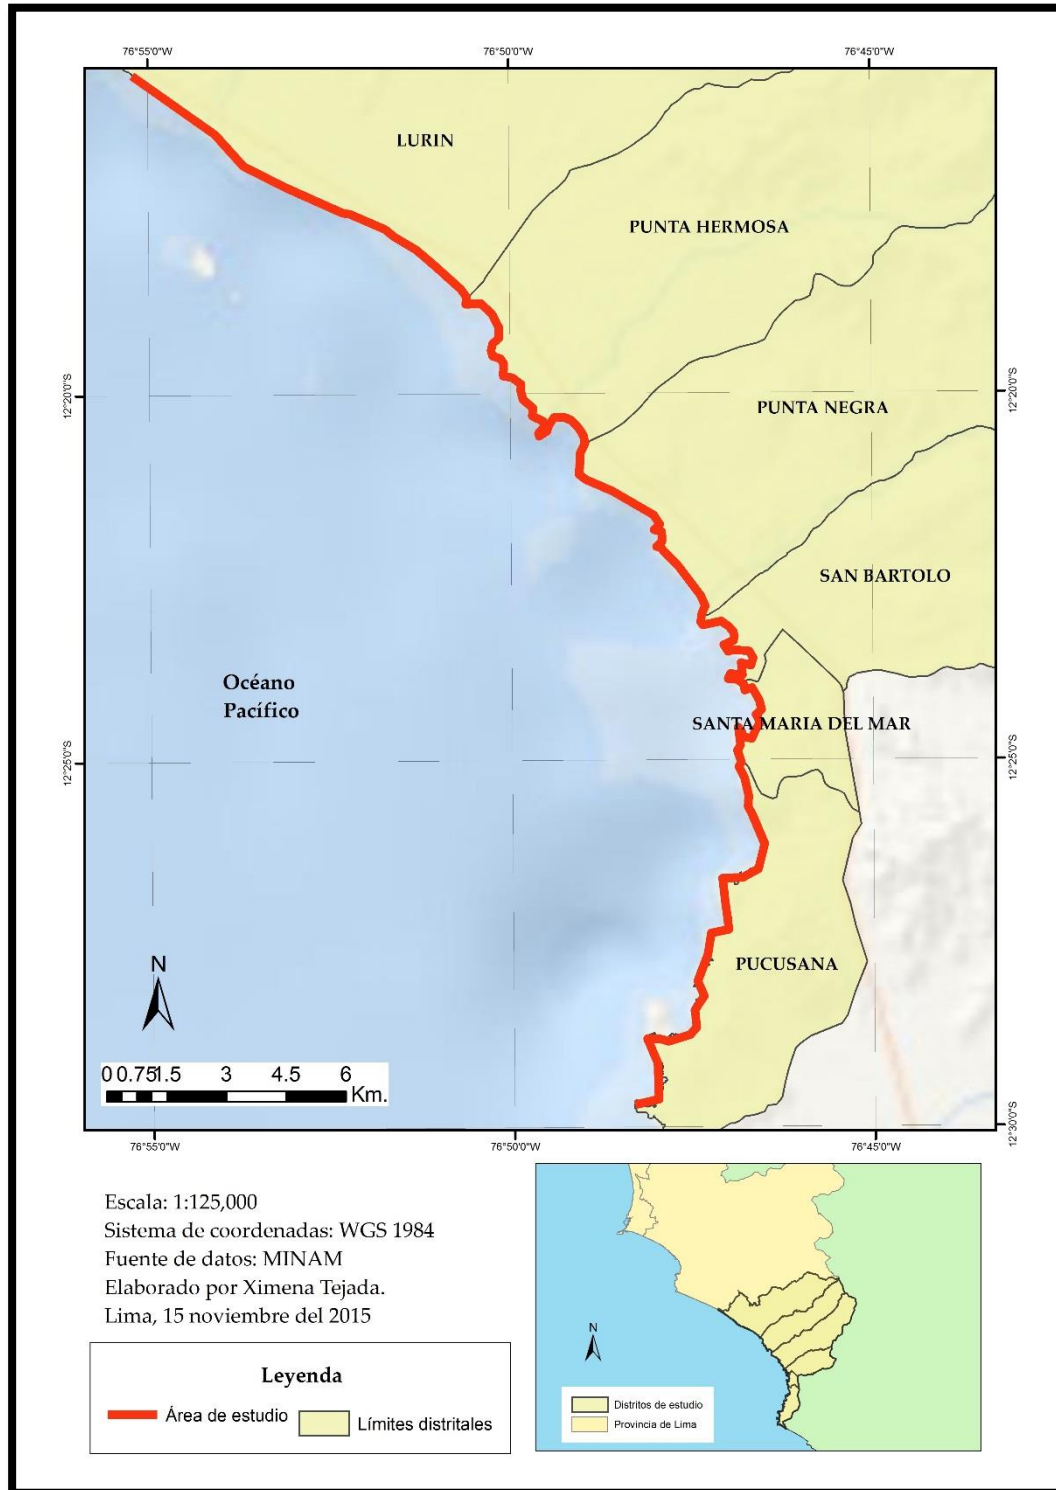 76°55'0"W
76°50'0"W
76°45'0"W
LURIN
PUNTA HERMOSA
12°20'0"S
12°20'0"S
PUNTA NEGRA
SAN BARTOLO
Océano
Pacífico
SANTA MARIA DEL MAR
12°25'0"S
12°25'0"S
PUCUSANA
N
0 0.75 1.5 3 4.5 6
Km.
12°30'0"S
76°55'0"W
76°50'0"W
76°45'0"W
Escala: 1:125,000
Sistema de coordenadas: WGS 1984
Fuente de datos: MINAM
Elaborado por Ximena Tejada.
Lima, 15 noviembre del 2015
Leyenda
Área de estudio
Límites distritales
N
Distritos de estudio
Provincia de Lima